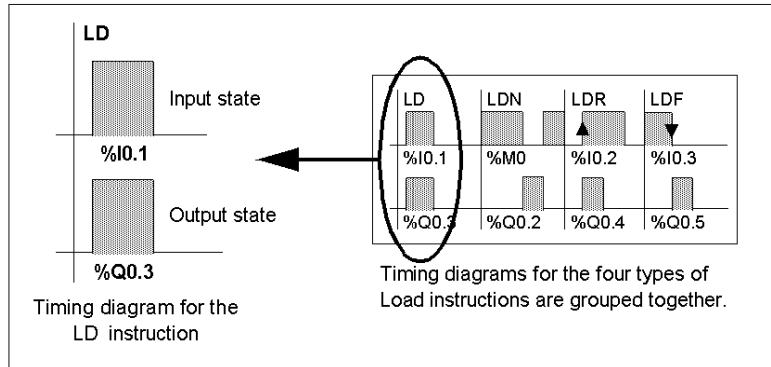 LD
Input state
%I0.1
Output state
%Q0.3
Timing diagram for the
LD instruction
LD LDN LDR LDF
%I0.1 %M0 %I0.2 %I0.3
%Q0.3 %Q0.2 %Q0.4 %Q0.5
Timing diagrams for the four types of
Load instructions are grouped together.